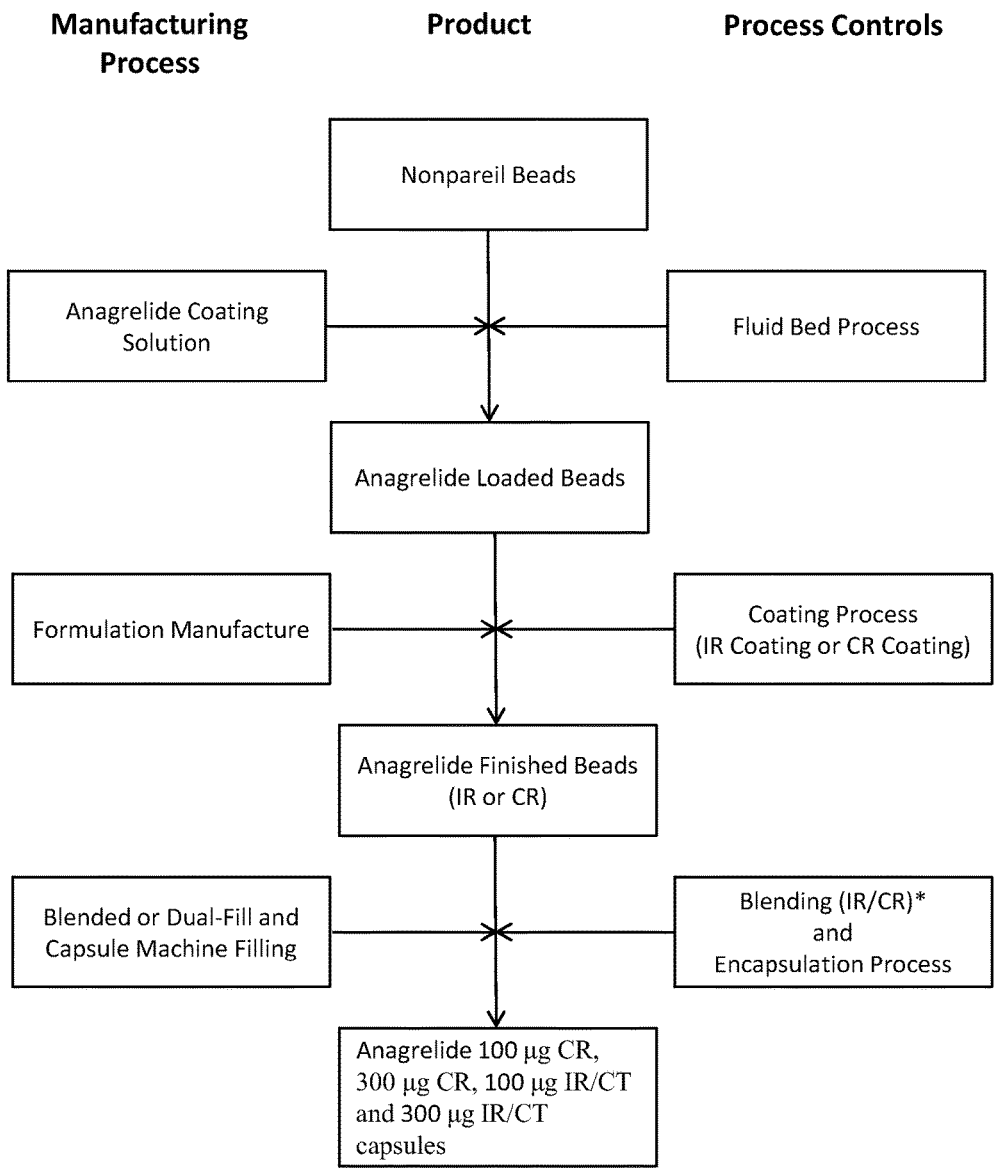 Manufacturing
Process
Product
Process Controls
Nonpareil Beads
Anagrelide Coating
Solution
Fluid Bed Process
Anagrelide Loaded Beads
Formulation Manufacture
Coating Process
(IR Coating or CR Coating)
Anagrelide Finished Beads
(IR or CR)
Blended or Dual-Fill and
Capsule Machine Filling
Blending (IR/CR)*
and
Encapsulation Process
Anagrelide 100 μg CR,
300 μg CR, 100 μg IR/CT
and 300 μg IR/CT
capsules